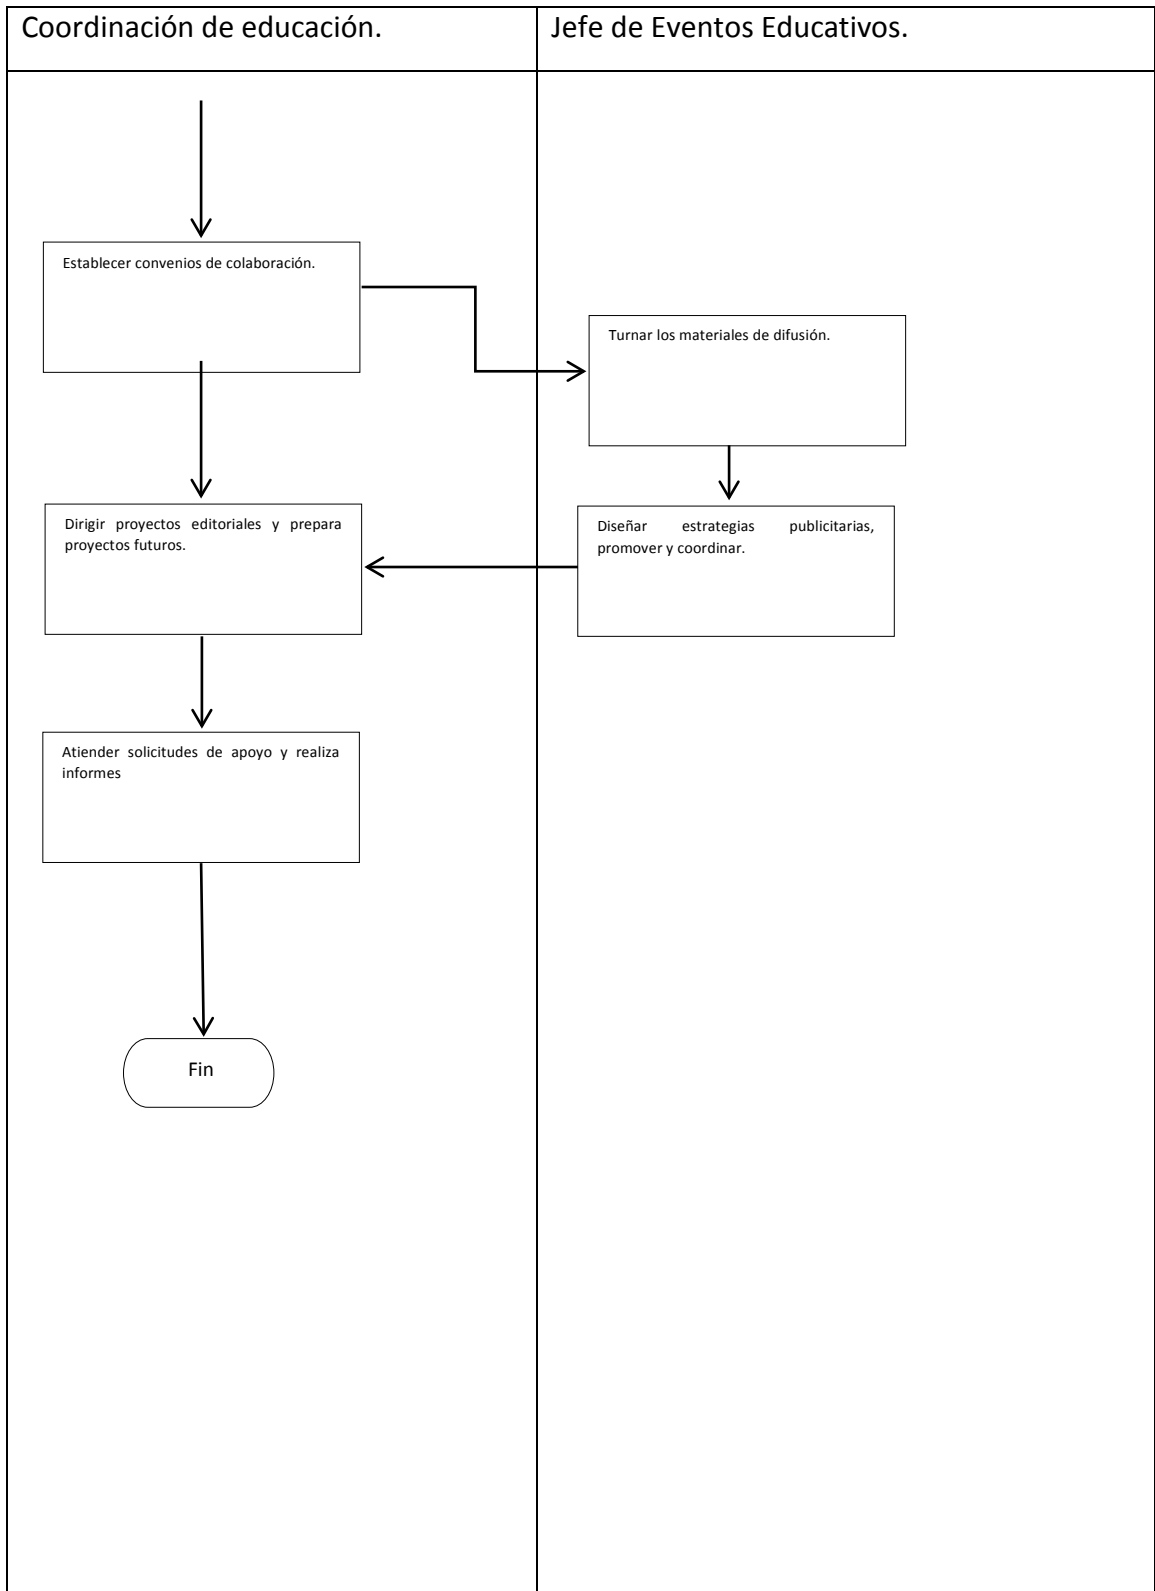 Coordinación de educación.
Jefe de Eventos Educativos.
Establecer convenios de colaboración.
Turnar los materiales de difusión.
Dirigir proyectos editoriales y prepara
proyectos futuros.
Diseñar estrategias publicitarias,
promover y coordinar.
Atiender solicitudes de apoyo y realiza
informes
Fin